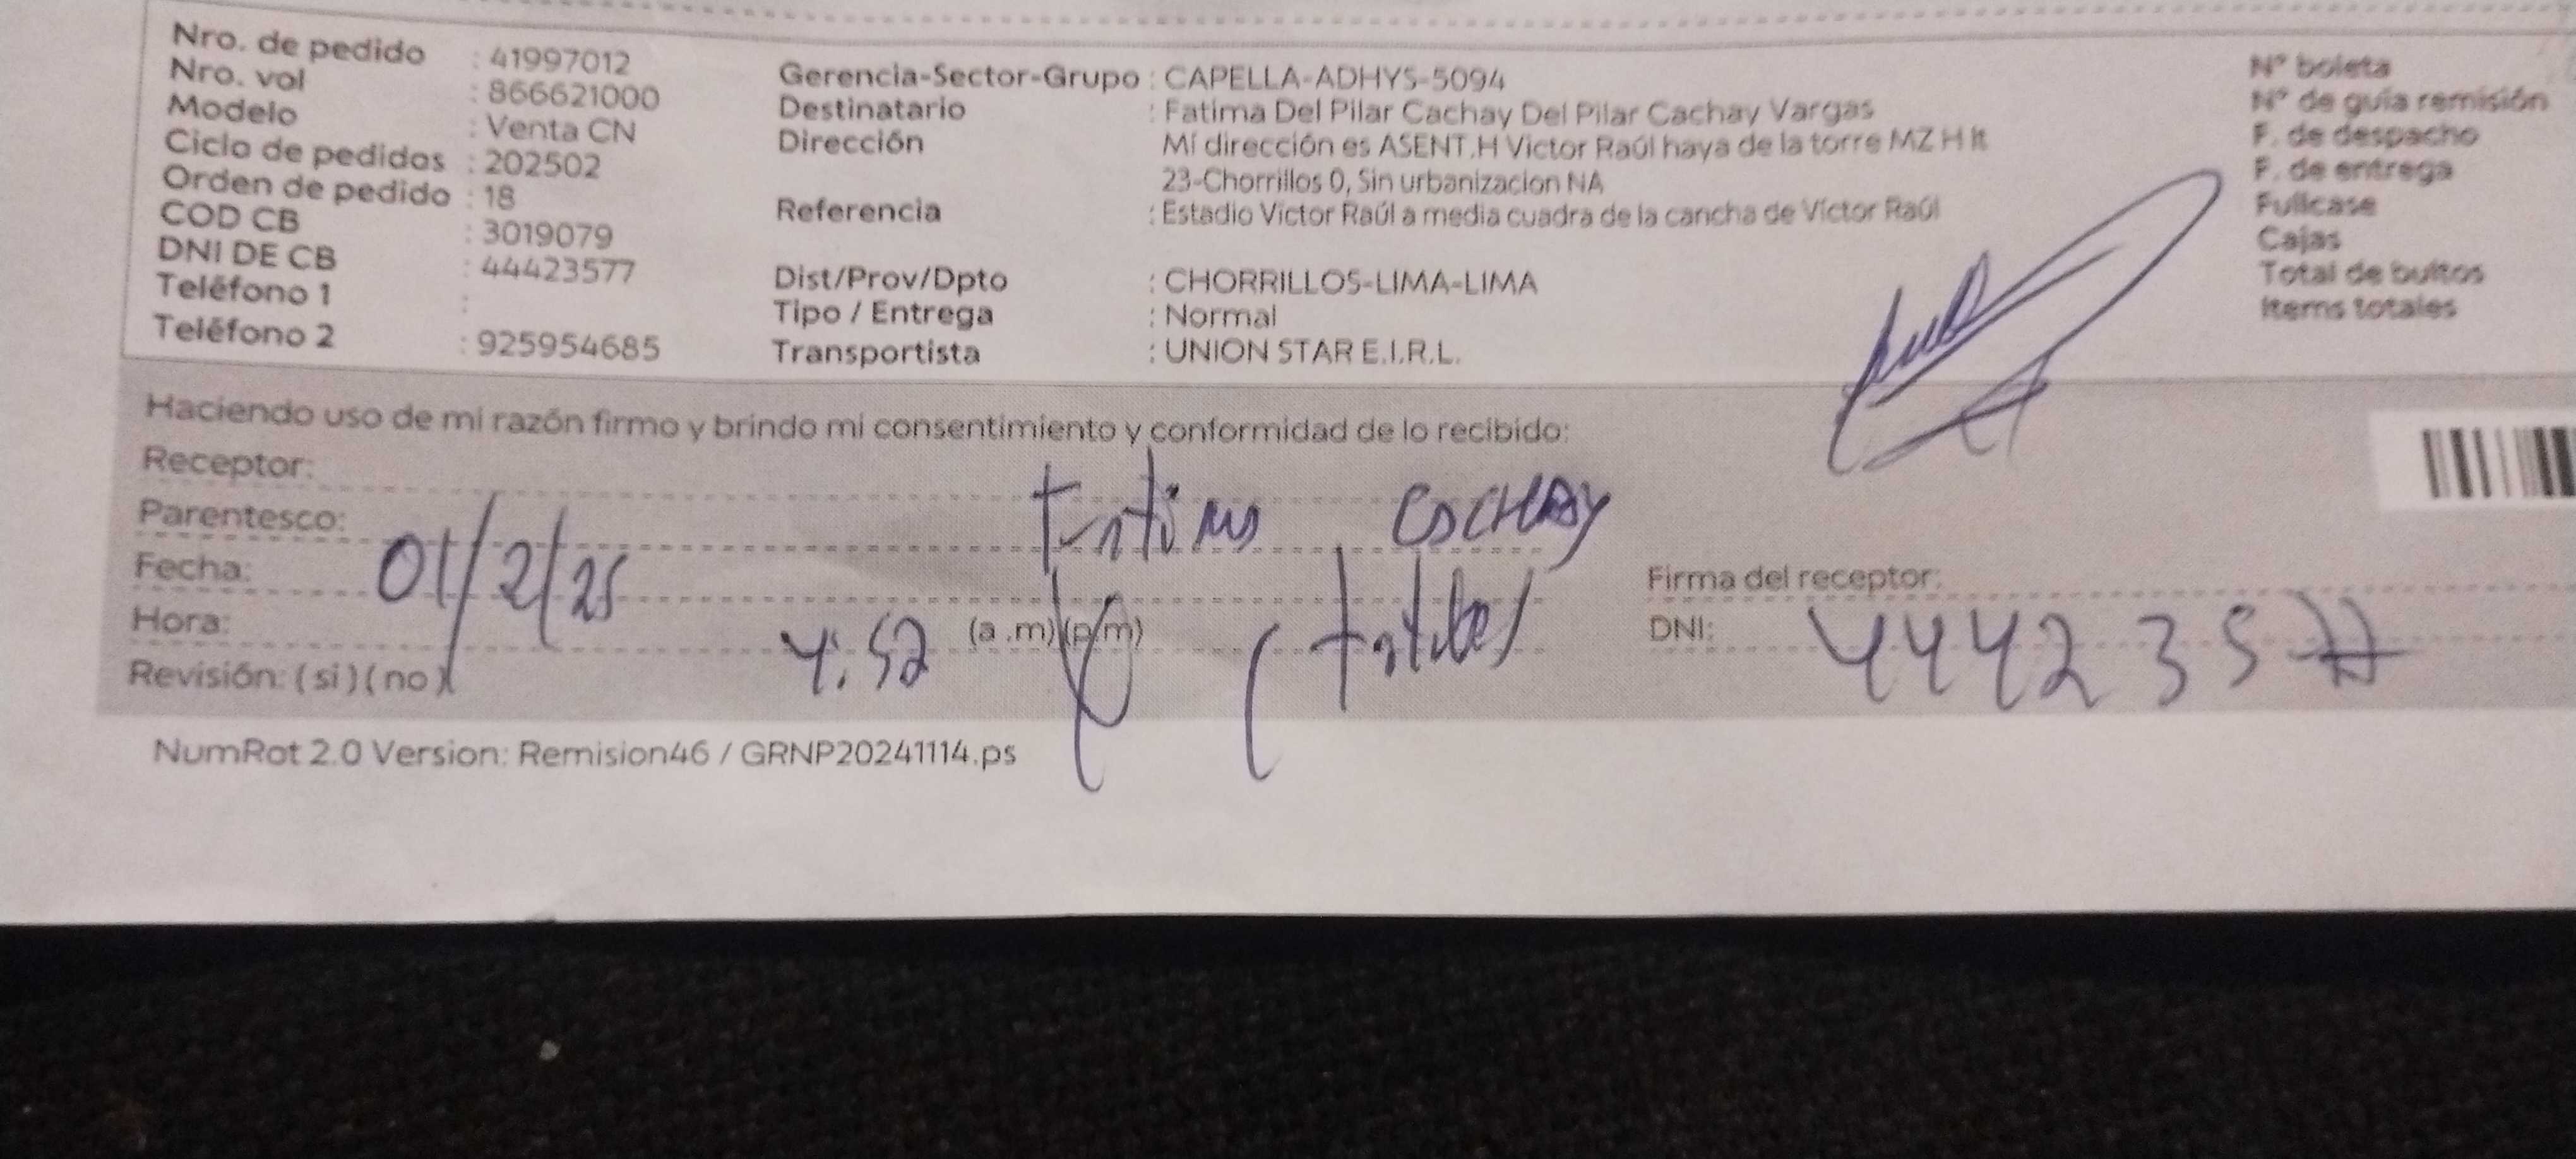 Nro. de pedido : 41997012
Nro. vol : 866621000
Modelo : Venta CN
Ciclo de pedidos : 202502
Orden de pedido : 18
COD CB : 3019079
DNI DE CB : 44423577
Teléfono 1 :
Teléfono 2 : 925954685
Gerencia-Sector-Grupo : CAPELLA-ADHYS-5094
Destinatario : Fatima Del Pilar Cachay Del Pilar Cachay Vargas
Dirección Mi dirección es ASENT.H Victor Raúl haya de la torre MZ H lt
23-Chorrillos 0, Sin urbanizacion NA
Referencia : Estadio Victor Raúl a media cuadra de la cancha de Víctor Raúl
Dist/Prov/Dpto : CHORRILLOS-LIMA-LIMA
Tipo / Entrega : Normal
Transportista : UNION STAR E.I.R.L.
N° boleta
N° de guía remisión
F. de despacho
F. de entrega
Fullcase
Cajas
Total de bultos
Items totales
Haciendo uso de mi razón firmo y brindo mi consentimiento y conformidad de lo recibido:
Receptor:
Parentesco:
Fecha: 01/2/25
Hora: 4:52 (a .m) (p.m)
Revisión: ( si ) ( no )
Firma del receptor:
DNI: 44423577
NumRot 2.0 Version: Remision46 / GRNP20241114.ps